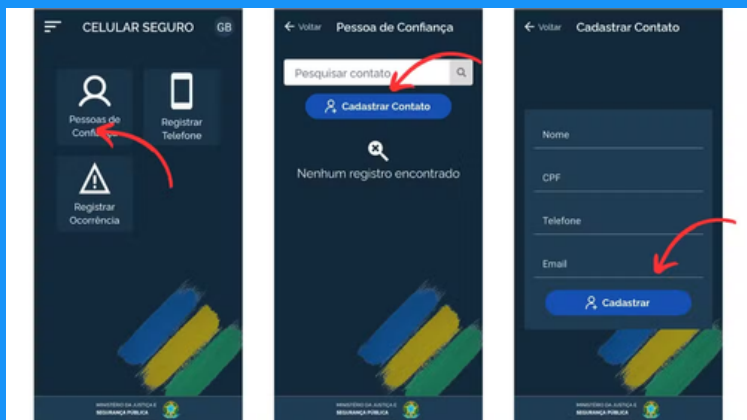 CELULAR SEGURO
GB
Pessoas de
Confiança
Registrar
Telefone
Registrar
Ocorrência
MINISTÉRIO DA JUSTIÇA E
SEGURANÇA PÚBLICA
Voltar
Pessoa de Confiança
Pesquisar contato
Cadastrar Contato
Nenhum registro encontrado
MINISTÉRIO DA JUSTIÇA E
SEGURANÇA PÚBLICA
Voltar
Cadastrar Contato
Nome
CPF
Telefone
Email
Cadastrar
MINISTÉRIO DA JUSTIÇA E
SEGURANÇA PÚBLICA